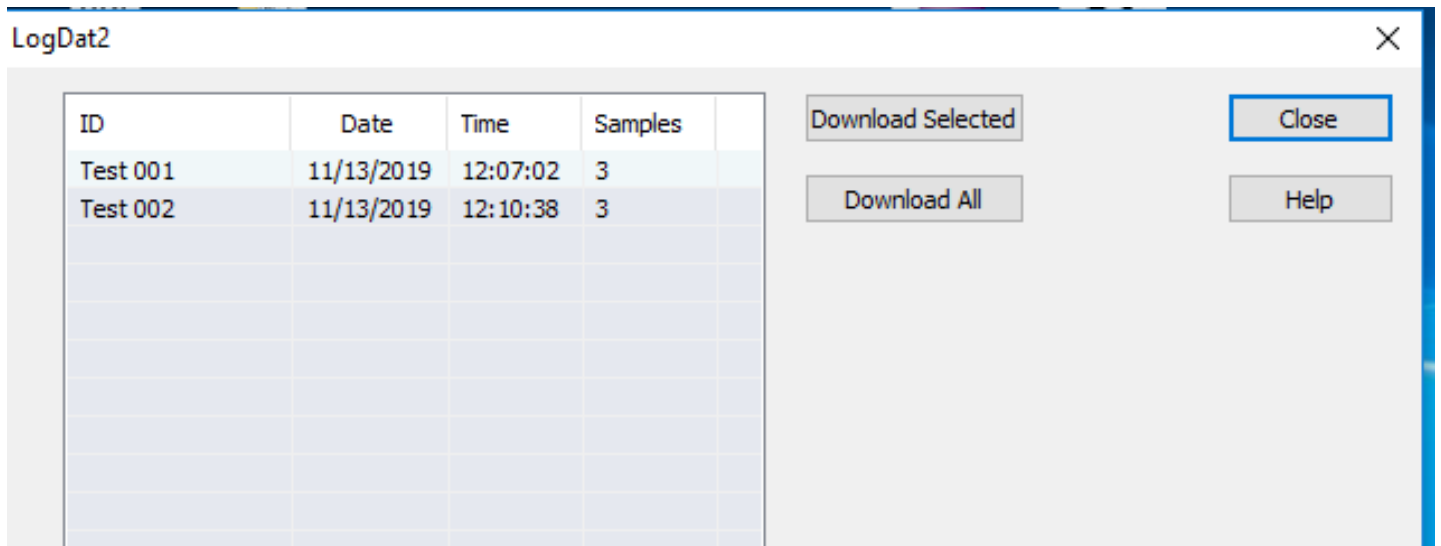 LogDat2
ID Date Time Samples
Download Selected
Close
Test 001 11/13/2019 12:07:02 3
Test 002 11/13/2019 12:10:38 3
Download All
Help